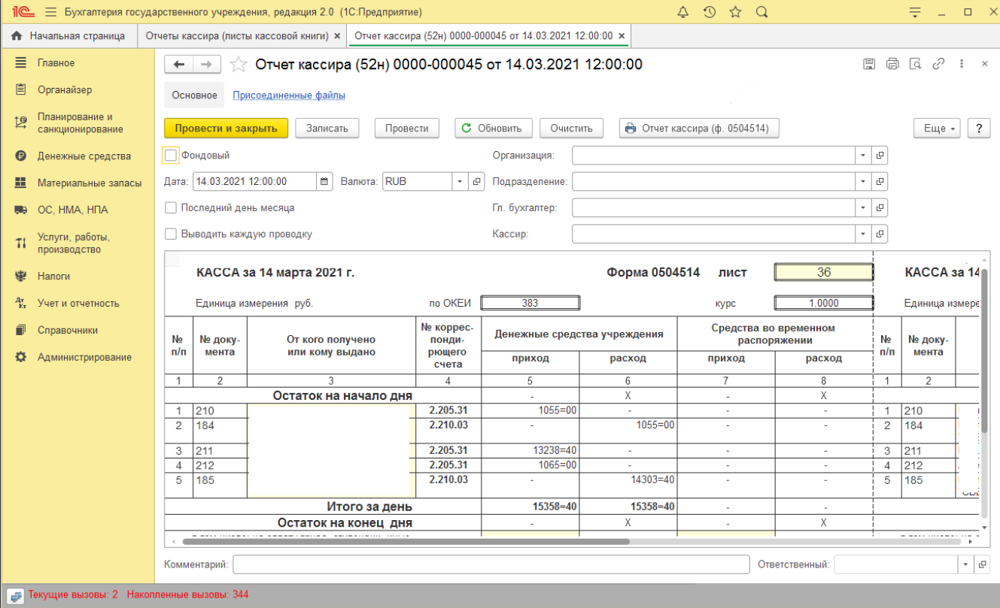 1С Бухгалтерия государственного учреждения, редакция 2.0 (1С:Предприятие)
Начальная страница
Отчеты кассира (листы кассовой книги) ×
Отчет кассира (52н) 0000-000045 от 14.03.2021 12:00:00 ×
Главное
Органайзер
Планирование и
санкционирование
Денежные средства
Материальные запасы
ОС, НМА, НПА
Услуги, работы,
производство
Налоги
Учет и отчетность
Справочники
Администрирование
Отчет кассира (52н) 0000-000045 от 14.03.2021 12:00:00
Основное Присоединенные файлы
Провести и закрыть Записать Провести Обновить Очистить Отчет кассира (ф. 0504514) Еще ?
Фондовый Организация:
Дата: 14.03.2021 12:00:00 Валюта: RUB Подразделение:
Последний день месяца Гл. бухгалтер:
Выводить каждую проводку Кассир:
КАССА за 14 марта 2021 г. Форма 0504514 лист 36 КАССА за 14
Единица измерения руб. по ОКЕИ 383 курс 1.0000 Единица измере
№
п/п
№ доку-
мента
От кого получено
или кому выдано
№ коррес-
понди-
рющего
счета
Денежные средства учреждения
приход расход
Средства во временном
распоряжении
приход расход
№
п/п
№ доку-
мента
1 2 3 4 5 6 7 8 1 2
Остаток на начало дня - X - X
1 210 2.205.31 1055=00 - - - 1 210
2 184 2.210.03 - 1055=00 - - 2 184
3 211 2.205.31 13238=40 - - - 3 211
4 212 2.205.31 1065=00 - - - 4 212
5 185 2.210.03 - 14303=40 - - 5 185
Итого за день 15358=40 15358=40 - -
Остаток на конец дня - X - X
Комментарий: Ответственный:
Текущие вызовы: 2 Накопленные вызовы: 344